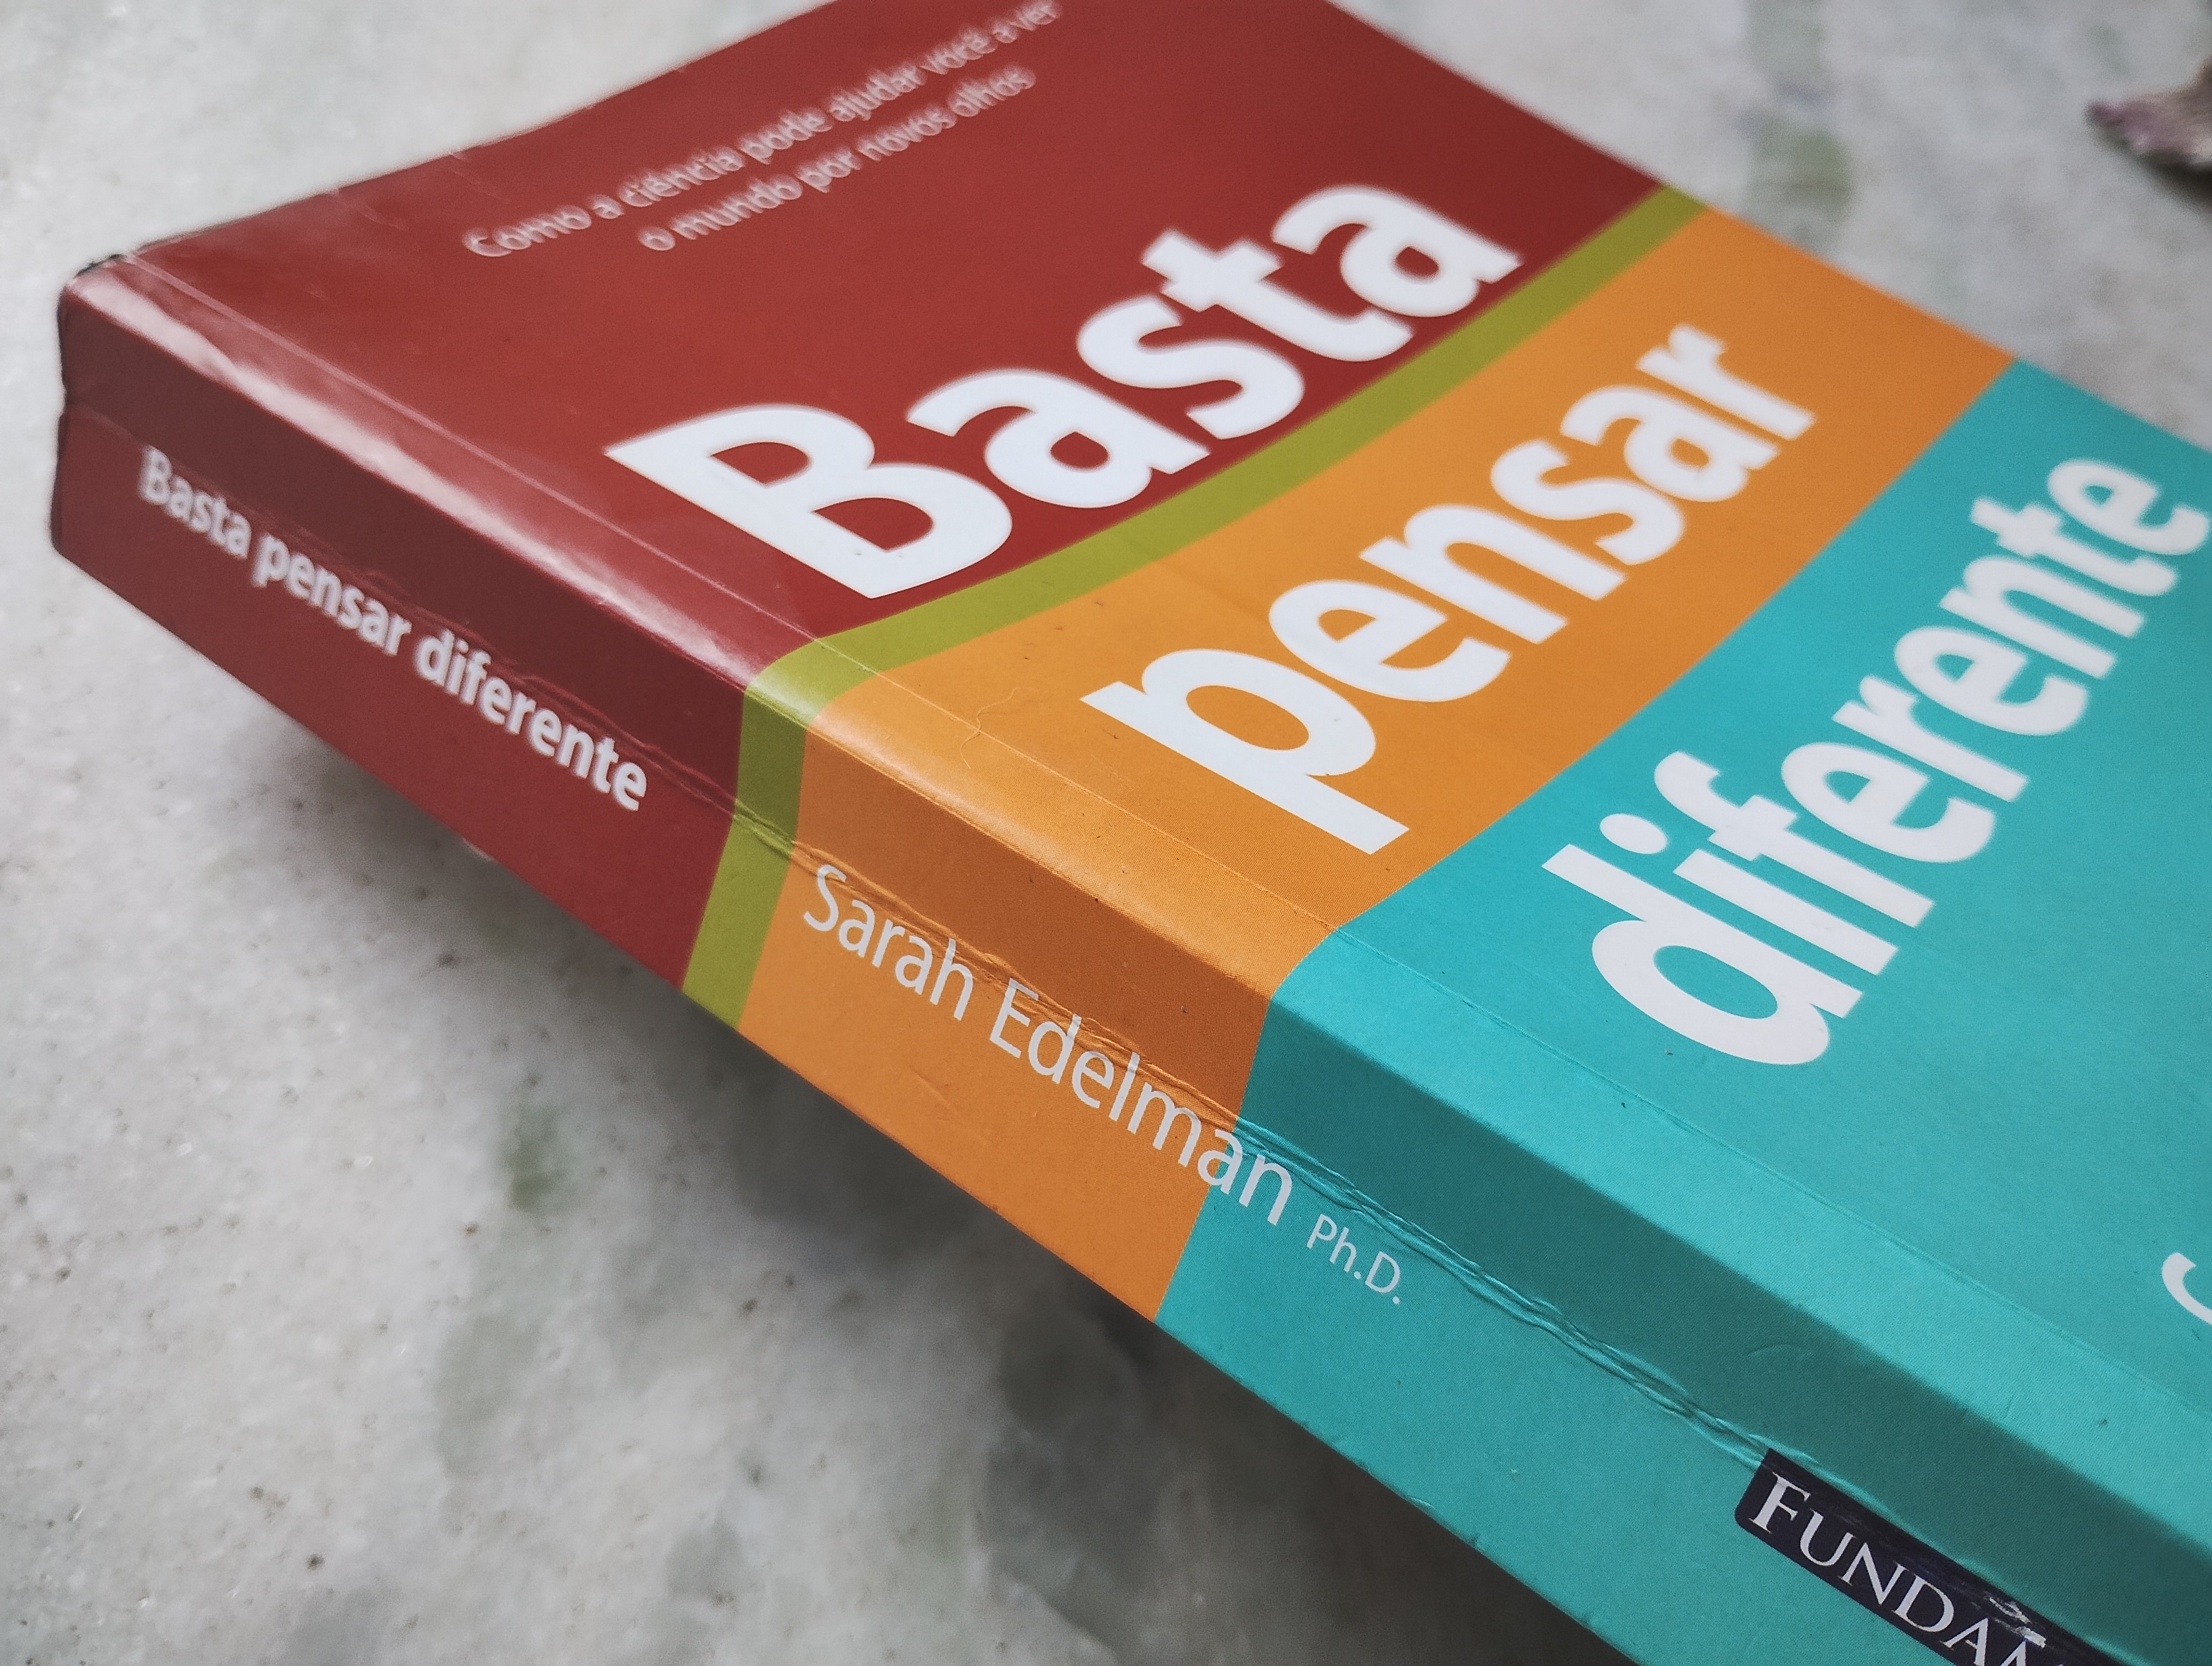 Como a ciência pode ajudar você a ver
o mundo por novos olhos
Basta
pensar
diferente
Basta pensar diferente
Sarah Edelman Ph.D.